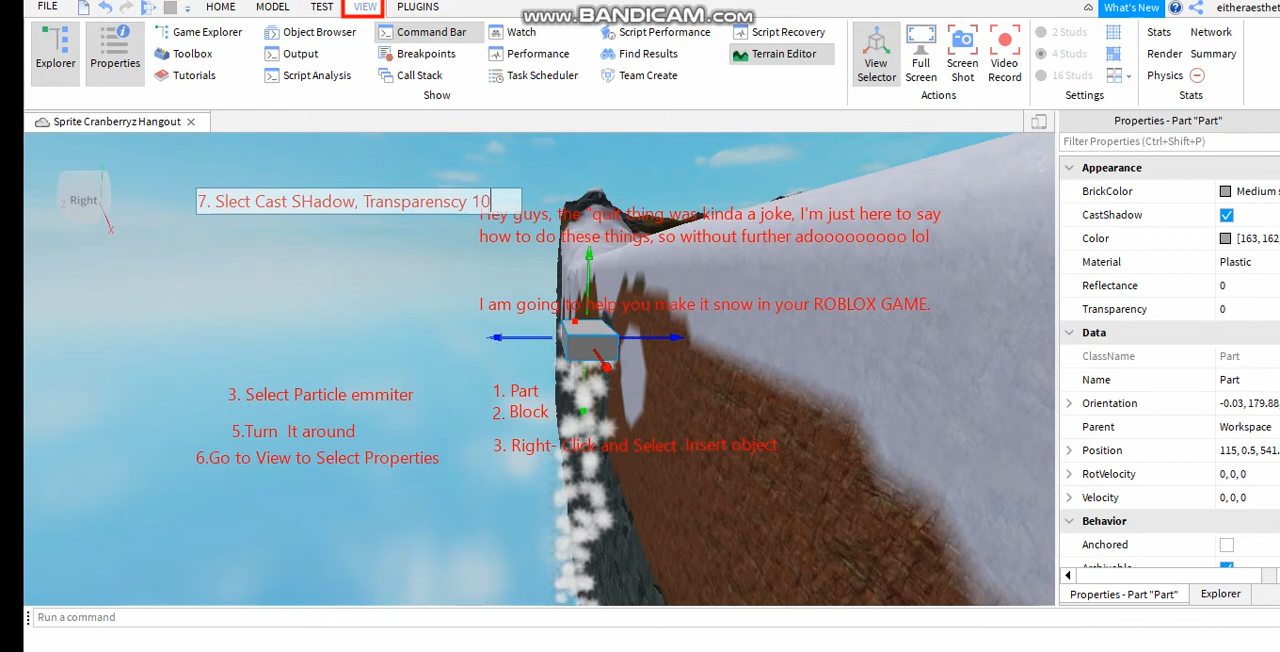 FILE HOME MODEL TEST VIEW PLUGINS
www.BANDICAM.com
What's New
eitheraesthet
Explorer
Properties
Game Explorer
Toolbox
Tutorials
Object Browser
Output
Script Analysis
Command Bar
Breakpoints
Call Stack
Watch
Performance
Task Scheduler
Script Performance
Find Results
Team Create
Script Recovery
Terrain Editor
Show
View Selector
Full Screen
Screen Shot
Video Record
Actions
2 Studs
4 Studs
16 Studs
Settings
Stats Network
Render Summary
Physics
Stats
Sprite Cranberryz Hangout
Right
Z
X
7. Slect Cast SHadow, Transparenscy 10
Hey guys, the "quit thing was kinda a joke, I'm just here to say
how to do these things, so without further adooooooooo lol
I am going to help you make it snow in your ROBLOX GAME.
3. Select Particle emmiter
5.Turn It around
6.Go to View to Select Properties
1. Part
2. Block
3. Right- Click and Select Insert object
Properties - Part "Part"
Filter Properties (Ctrl+Shift+P)
Appearance
BrickColor Medium s
CastShadow
Color [163, 162
Material Plastic
Reflectance 0
Transparency 0
Data
ClassName Part
Name Part
Orientation -0.03, 179.88,
Parent Workspace
Position 115, 0.5, 541.
RotVelocity 0, 0, 0
Velocity 0, 0, 0
Behavior
Anchored
Archivable
Properties - Part "Part" Explorer
Run a command